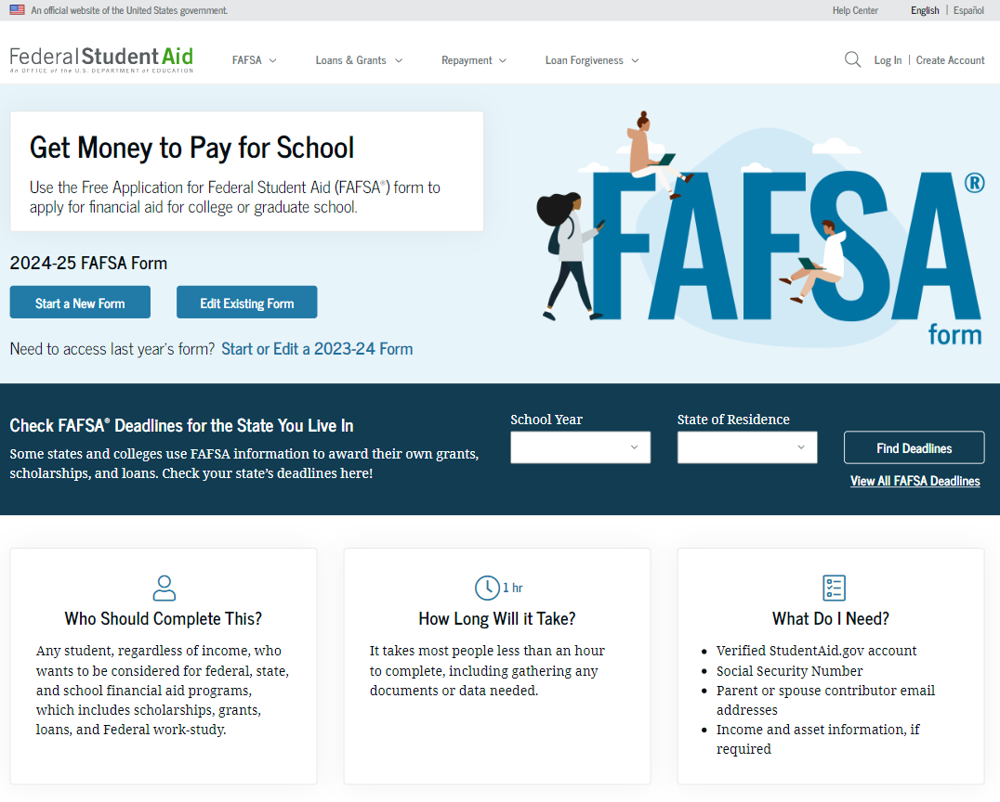 An official website of the United States government.
Help Center
English | Español
Federal Student Aid
An OFFICE of the U.S. DEPARTMENT of EDUCATION
FAFSA
Loans & Grants
Repayment
Loan Forgiveness
Log In | Create Account
Get Money to Pay for School
Use the Free Application for Federal Student Aid (FAFSA®) form to
apply for financial aid for college or graduate school.
2024-25 FAFSA Form
Start a New Form
Edit Existing Form
Need to access last year's form? Start or Edit a 2023-24 Form
FAFSA®
form
Check FAFSA® Deadlines for the State You Live In
Some states and colleges use FAFSA information to award their own grants,
scholarships, and loans. Check your state's deadlines here!
School Year
State of Residence
Find Deadlines
View All FAFSA Deadlines
Who Should Complete This?
Any student, regardless of income, who
wants to be considered for federal, state,
and school financial aid programs,
which includes scholarships, grants,
loans, and Federal work-study.
1 hr
How Long Will it Take?
It takes most people less than an hour
to complete, including gathering any
documents or data needed.
What Do I Need?
• Verified StudentAid.gov account
• Social Security Number
• Parent or spouse contributor email
addresses
• Income and asset information, if
required